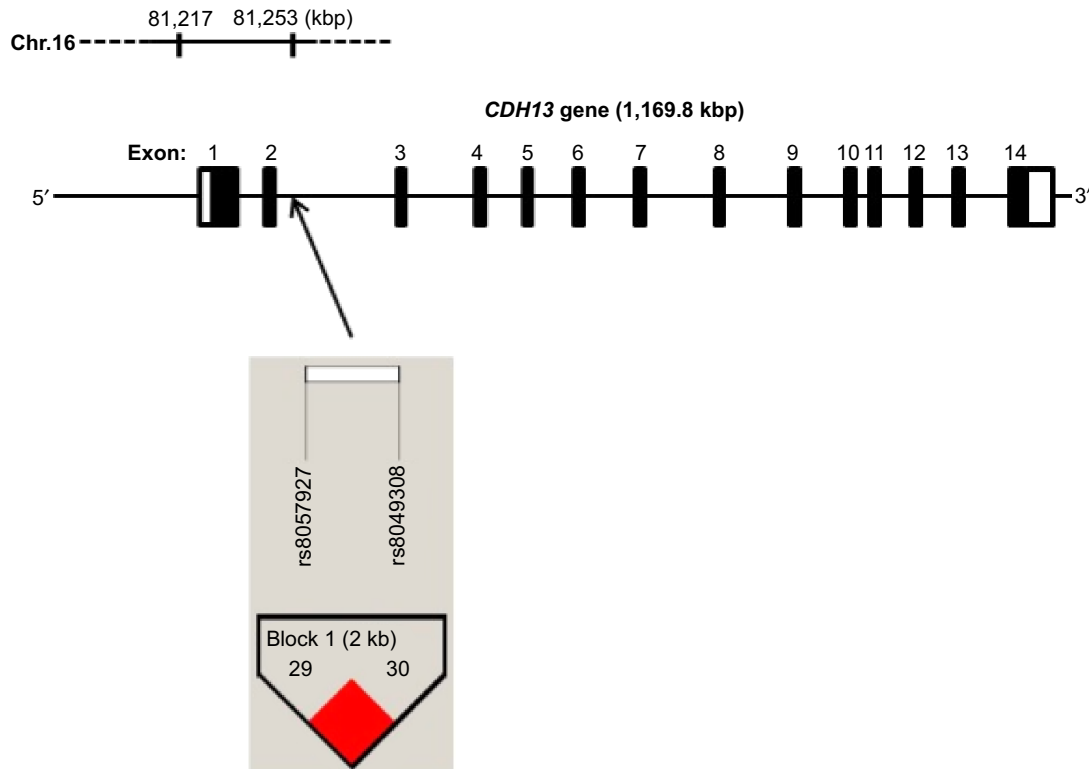 81,217 81,253 (kbp)
Chr.16
CDH13 gene (1,169.8 kbp)
Exon: 1 2 3 4 5 6 7 8 9 10 11 12 13 14
5′ 3′
rs8057927
rs8049308
Block 1 (2 kb)
29 30